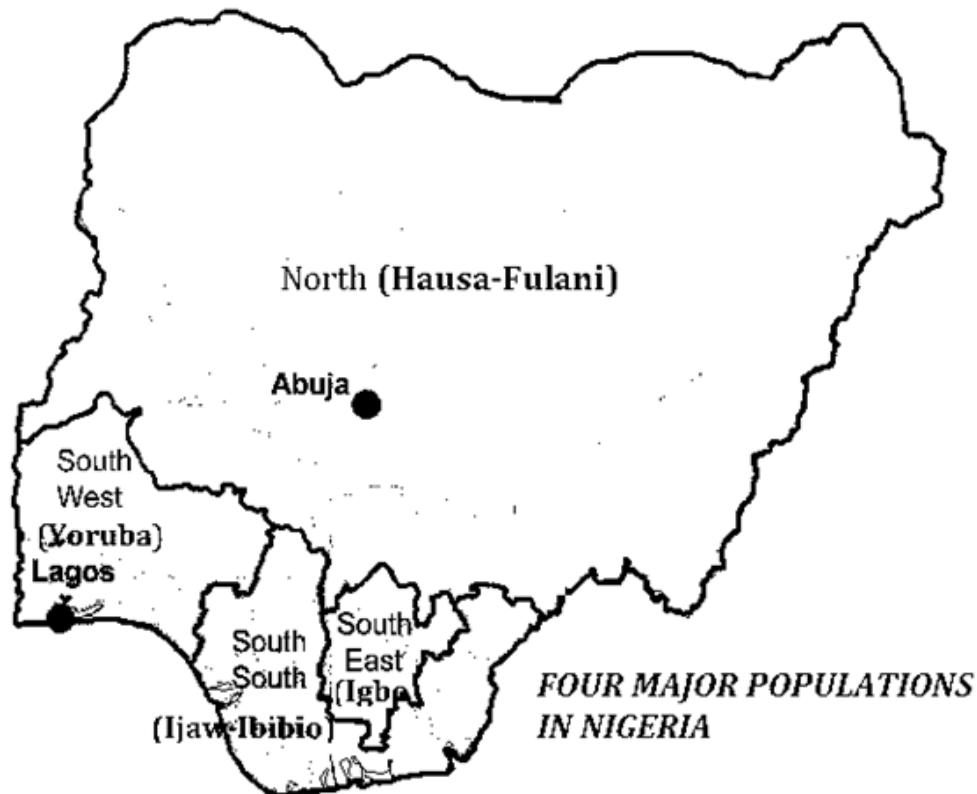 North (Hausa-Fulani)
Abuja
South
West
(Yoruba)
Lagos
South
South
(Ijaw-Ibibio)
South
East
(Igbo
FOUR MAJOR POPULATIONS
IN NIGERIA